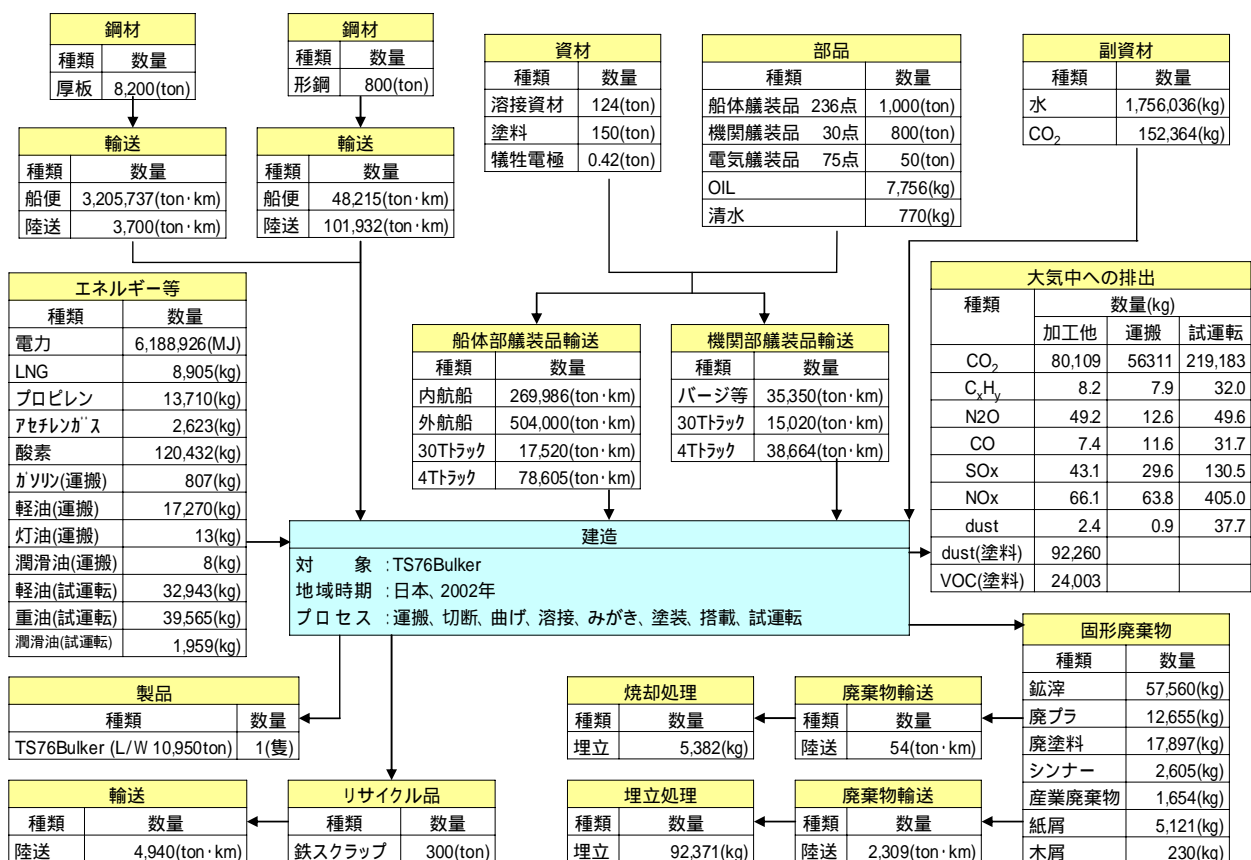 鋼材
種類 数量
厚板 8,200(ton)
鋼材
種類 数量
形鋼 800(ton)
資材
種類 数量
溶接資材 124(ton)
塗料 150(ton)
犠牲電極 0.42(ton)
部品
種類 数量
船体艤装品 236点 1,000(ton)
機関艤装品 30点 800(ton)
電気艤装品 75点 50(ton)
OIL 7,756(kg)
清水 770(kg)
副資材
種類 数量
水 1,756,036(kg)
CO2 152,364(kg)
輸送
種類 数量
船便 3,205,737(ton·km)
陸送 3,700(ton·km)
輸送
種類 数量
船便 48,215(ton·km)
陸送 101,932(ton·km)
エネルギー等
種類 数量
電力 6,188,926(MJ)
LNG 8,905(kg)
プロピレン 13,710(kg)
アセチレンガス 2,623(kg)
酸素 120,432(kg)
ガソリン(運搬) 807(kg)
軽油(運搬) 17,270(kg)
灯油(運搬) 13(kg)
潤滑油(運搬) 8(kg)
軽油(試運転) 32,943(kg)
重油(試運転) 39,565(kg)
潤滑油(試運転) 1,959(kg)
船体部艤装品輸送
種類 数量
内航船 269,986(ton·km)
外航船 504,000(ton·km)
30Tトラック 17,520(ton·km)
4Tトラック 78,605(ton·km)
機関部艤装品輸送
種類 数量
バージ等 35,350(ton·km)
30Tトラック 15,020(ton·km)
4Tトラック 38,664(ton·km)
大気中への排出
種類 数量(kg)
加工他 運搬 試運転
CO2 80,109 56311 219,183
CxHy 8.2 7.9 32.0
N2O 49.2 12.6 49.6
CO 7.4 11.6 31.7
SOx 43.1 29.6 130.5
NOx 66.1 63.8 405.0
dust 2.4 0.9 37.7
dust(塗料) 92,260
VOC(塗料) 24,003
建造
対 象 :TS76Bulker
地域時期 :日本、2002年
プロセス :運搬、切断、曲げ、溶接、みがき、塗装、搭載、試運転
製品
種類 数量
TS76Bulker (L/W 10,950ton) 1(隻)
焼却処理
種類 数量
埋立 5,382(kg)
廃棄物輸送
種類 数量
陸送 54(ton·km)
固形廃棄物
種類 数量
鉱滓 57,560(kg)
廃プラ 12,655(kg)
廃塗料 17,897(kg)
シンナー 2,605(kg)
産業廃棄物 1,654(kg)
紙屑 5,121(kg)
木屑 230(kg)
輸送
種類 数量
陸送 4,940(ton·km)
リサイクル品
種類 数量
鉄スクラップ 300(ton)
埋立処理
種類 数量
埋立 92,371(kg)
廃棄物輸送
種類 数量
陸送 2,309(ton·km)